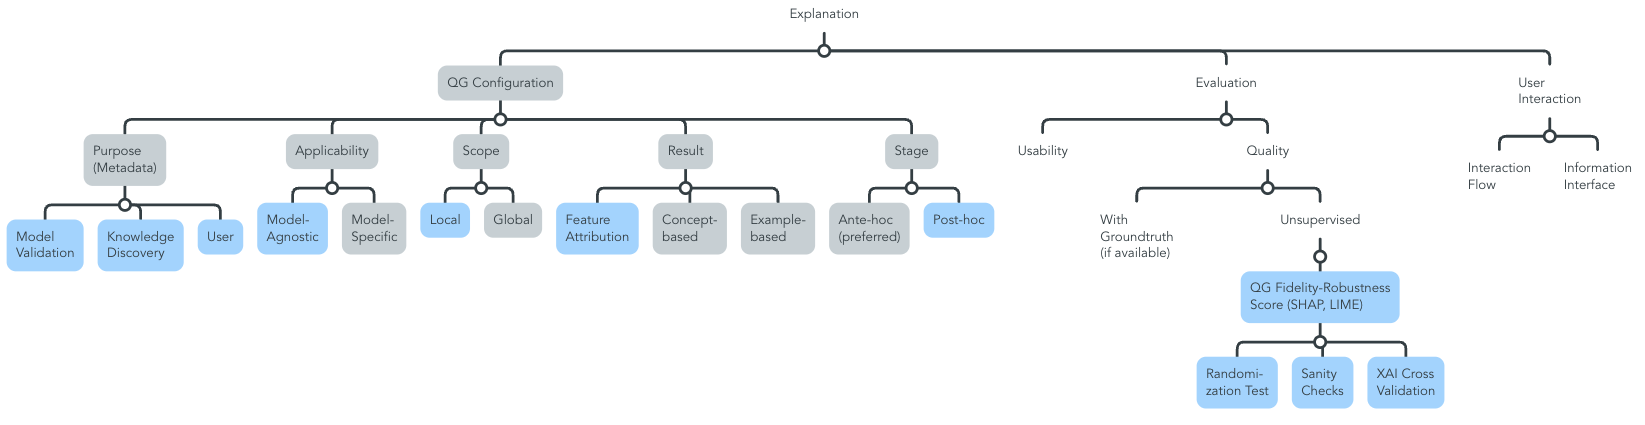 Explanation
QG Configuration
Evaluation
User
Interaction
Purpose
(Metadata)
Applicability
Scope
Result
Stage
Usability
Quality
Interaction
Flow
Information
Interface
Model
Validation
Knowledge
Discovery
User
Model-
Agnostic
Model-
Specific
Local
Global
Feature
Attribution
Concept-
based
Example-
based
Ante-hoc
(preferred)
Post-hoc
With
Groundtruth
(if available)
Unsupervised
QG Fidelity-Robustness
Score (SHAP, LIME)
Randomi-
zation Test
Sanity
Checks
XAI Cross
Validation